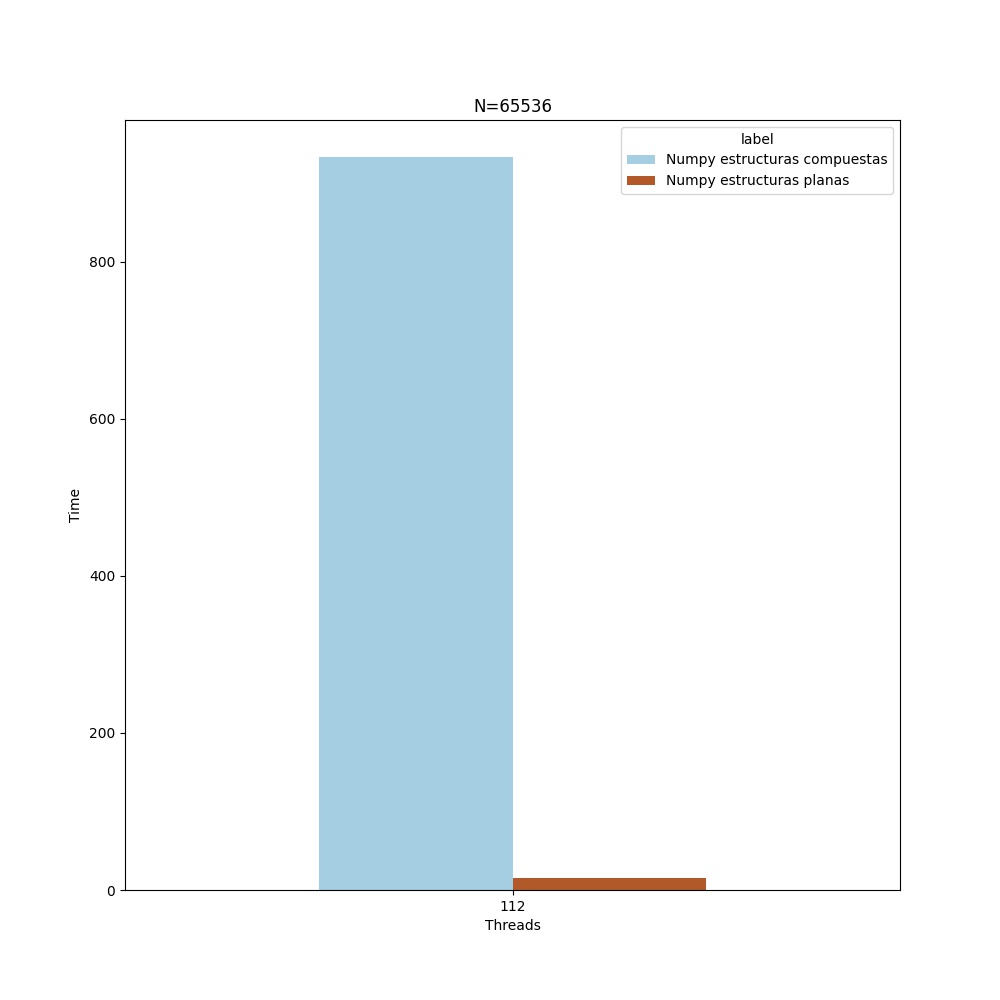 N=65536
label
Numpy estructuras compuestas
Numpy estructuras planas
800
600
400
200
0
Time
112
Threads